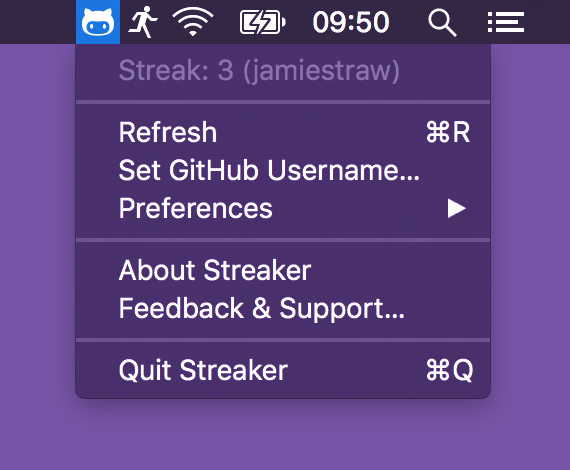 09:50
Streak: 3 (jamiestraw)
Refresh ⌘R
Set GitHub Username...
Preferences ▶
About Streaker
Feedback & Support...
Quit Streaker ⌘Q